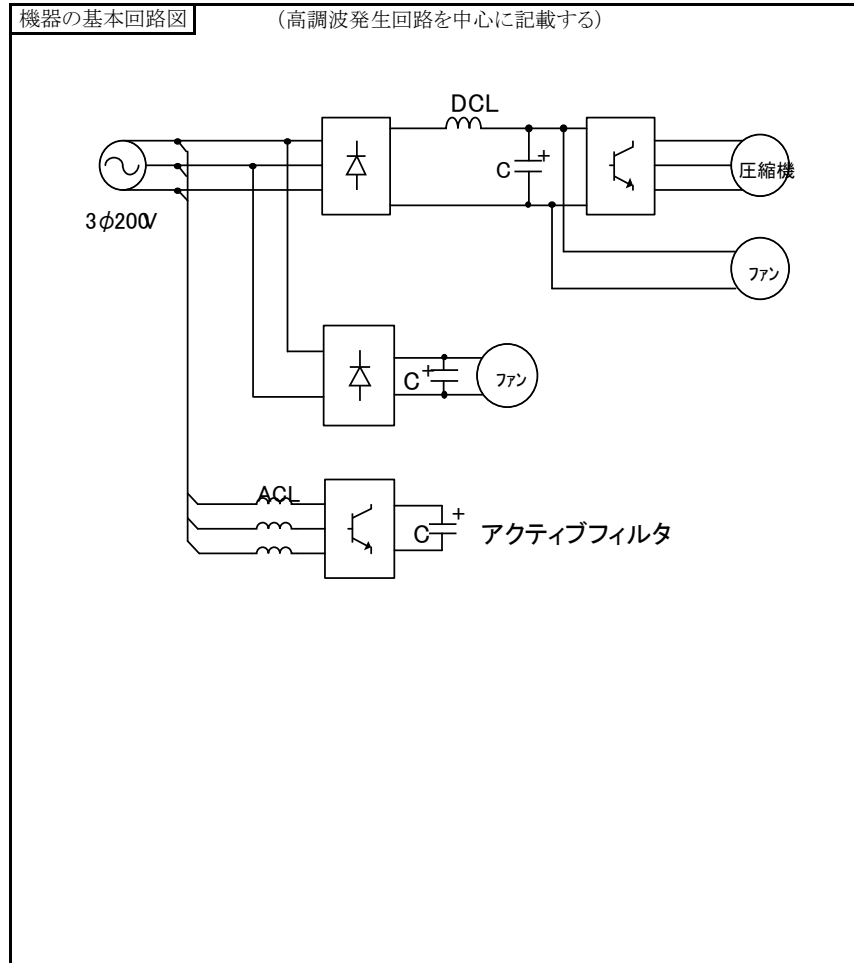 機器の基本回路図 （高調波発生回路を中心に記載する）
DCL
C +
圧縮機
3φ200V
ファン
C + ファン
ACL
C + アクティブフィルタ